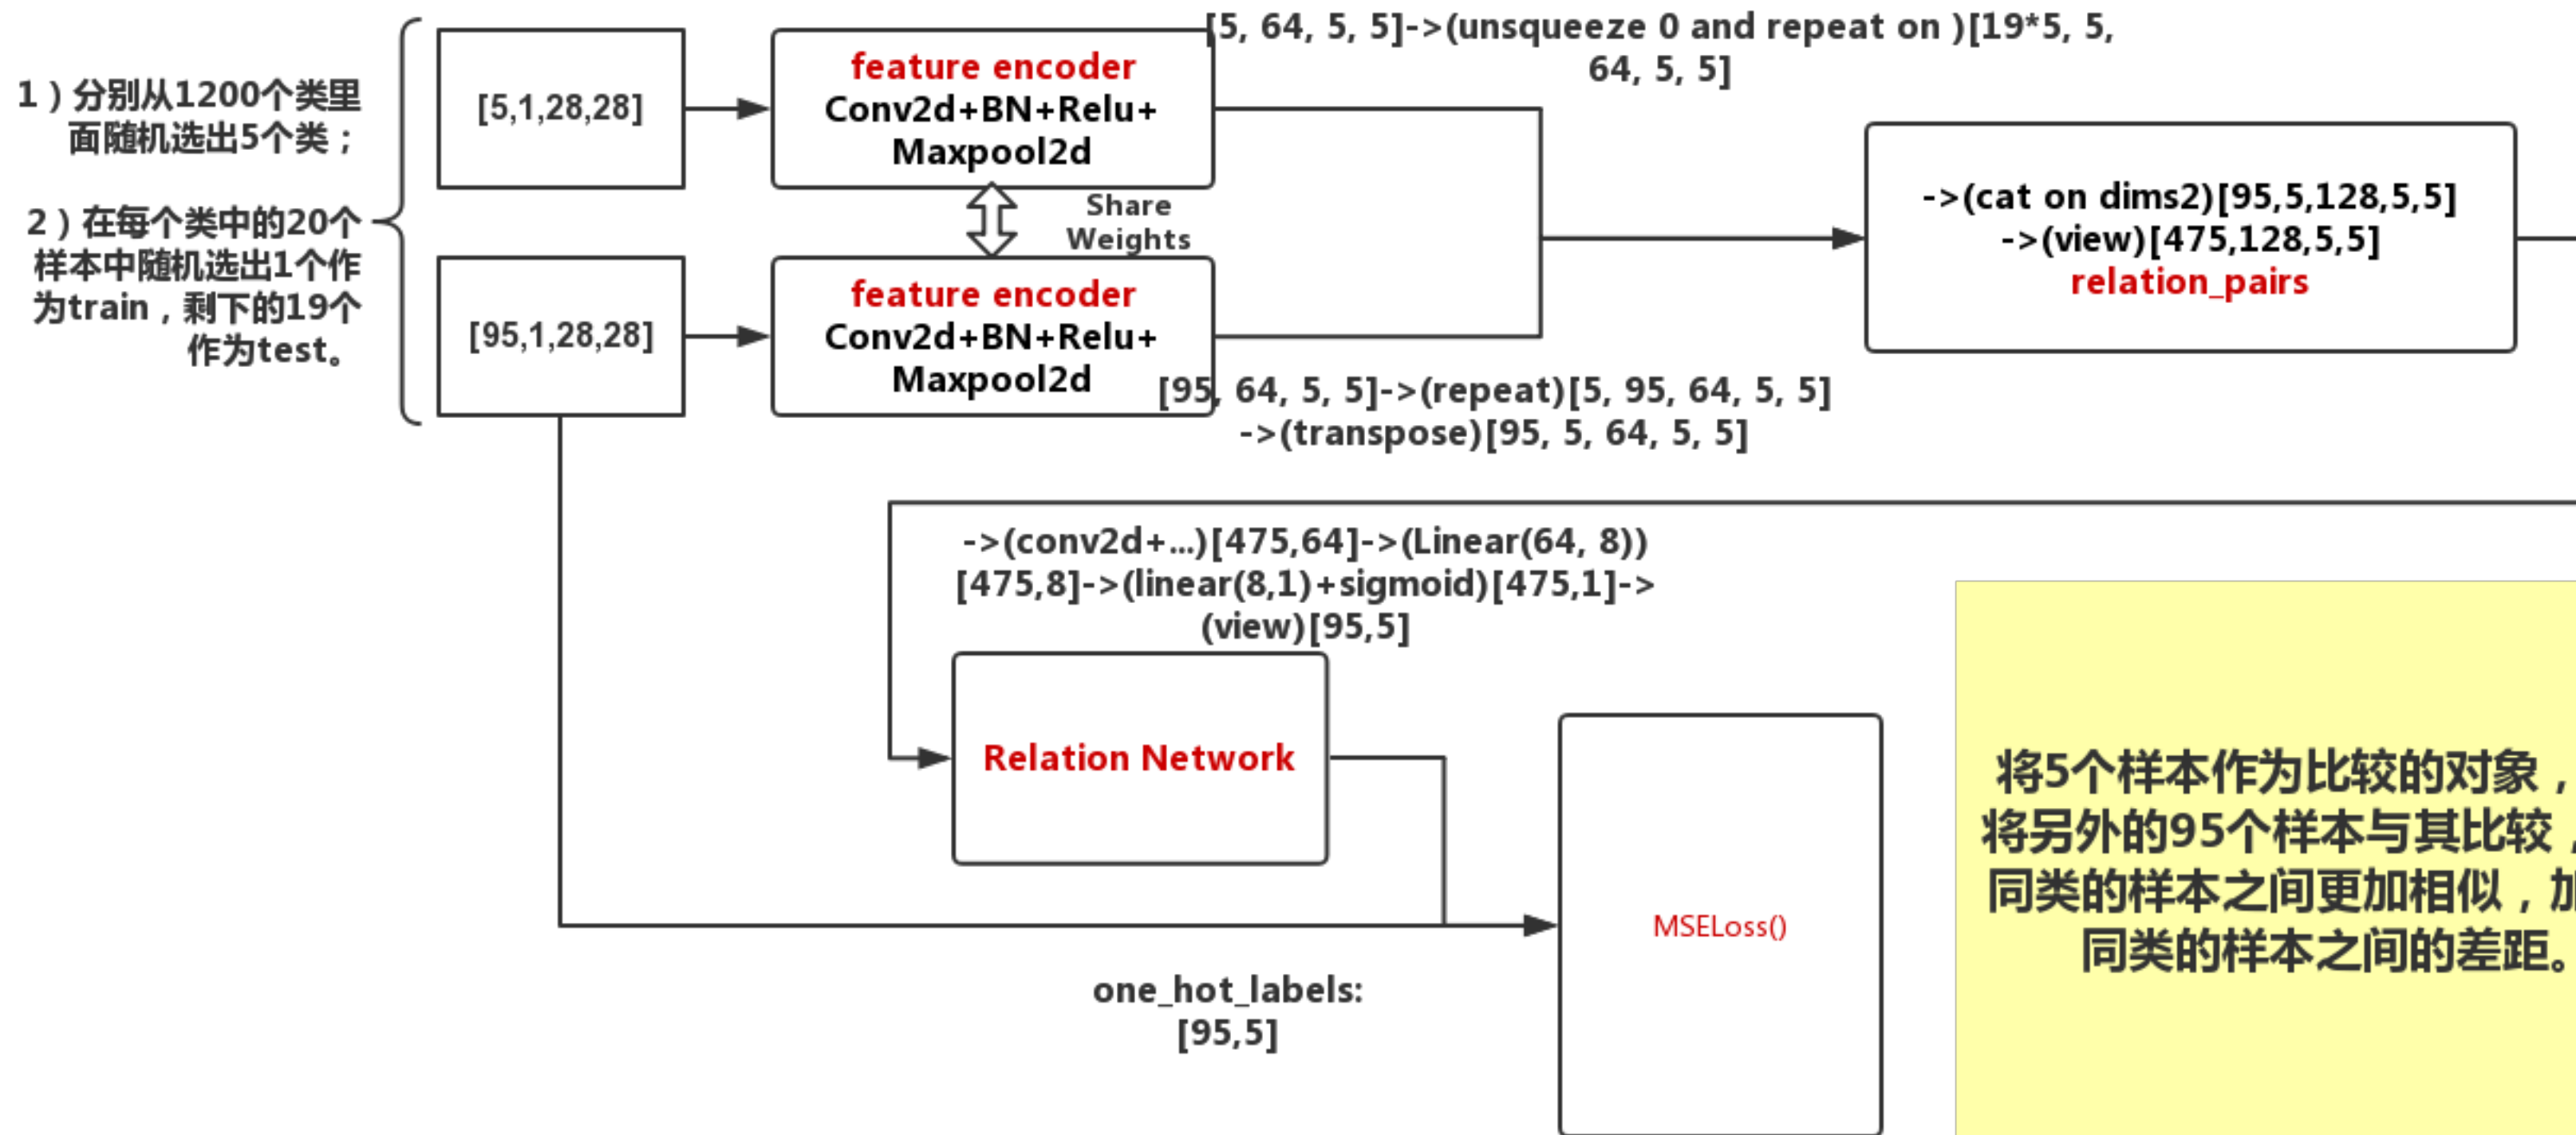 1）分别从1200个类里
面随机选出5个类；
2）在每个类中的20个
样本中随机选出1个作
为train，剩下的19个
作为test。
[5,1,28,28]
feature encoder
Conv2d+BN+Relu+
Maxpool2d
[5, 64, 5, 5]->(unsqueeze 0 and repeat on )[19*5, 5,
64, 5, 5]
Share
Weights
[95,1,28,28]
feature encoder
Conv2d+BN+Relu+
Maxpool2d
[95, 64, 5, 5]->(repeat)[5, 95, 64, 5, 5]
->(transpose)[95, 5, 64, 5, 5]
->(cat on dims2)[95,5,128,5,5]
->(view)[475,128,5,5]
relation_pairs
->(conv2d+...)[475,64]->(Linear(64, 8))
[475,8]->(linear(8,1)+sigmoid)[475,1]->
(view)[95,5]
Relation Network
MSELoss()
one_hot_labels:
[95,5]
将5个样本作为比较的对象，
将另外的95个样本与其比较，
同类的样本之间更加相似，
同类的样本之间的差距。